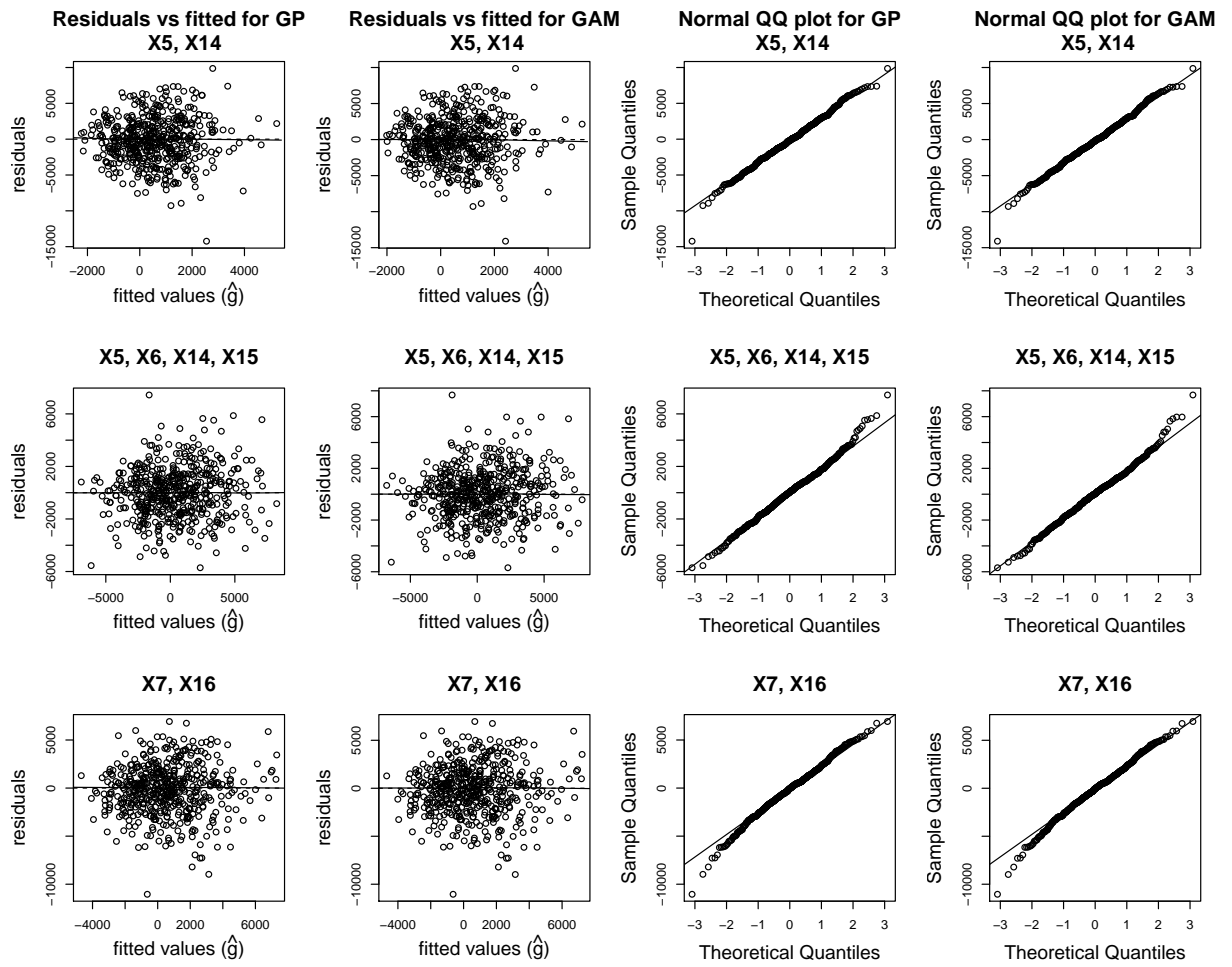 Residuals vs fitted for GP
X5, X14
residuals
5000
0
−5000
−15000
−2000 0 2000 4000
fitted values (ĝ)
Residuals vs fitted for GAM
X5, X14
residuals
5000
0
−5000
−15000
−2000 0 2000 4000
fitted values (ĝ)
Normal QQ plot for GP
X5, X14
Sample Quantiles
5000
0
−5000
−15000
−3 −2 −1 0 1 2 3
Theoretical Quantiles
Normal QQ plot for GAM
X5, X14
Sample Quantiles
5000
0
−5000
−15000
−3 −2 −1 0 1 2 3
Theoretical Quantiles
X5, X6, X14, X15
residuals
6000
2000
−2000
−6000
−5000 0 5000
fitted values (ĝ)
X5, X6, X14, X15
residuals
6000
2000
−2000
−6000
−5000 0 5000
fitted values (ĝ)
X5, X6, X14, X15
Sample Quantiles
6000
2000
−2000
−6000
−3 −2 −1 0 1 2 3
Theoretical Quantiles
X5, X6, X14, X15
Sample Quantiles
6000
2000
−2000
−6000
−3 −2 −1 0 1 2 3
Theoretical Quantiles
X7, X16
residuals
5000
0
−10000
−4000 0 2000 4000 6000
fitted values (ĝ)
X7, X16
residuals
5000
0
−10000
−4000 0 2000 6000
fitted values (ĝ)
X7, X16
Sample Quantiles
5000
0
−10000
−3 −2 −1 0 1 2 3
Theoretical Quantiles
X7, X16
Sample Quantiles
5000
0
−10000
−3 −2 −1 0 1 2 3
Theoretical Quantiles